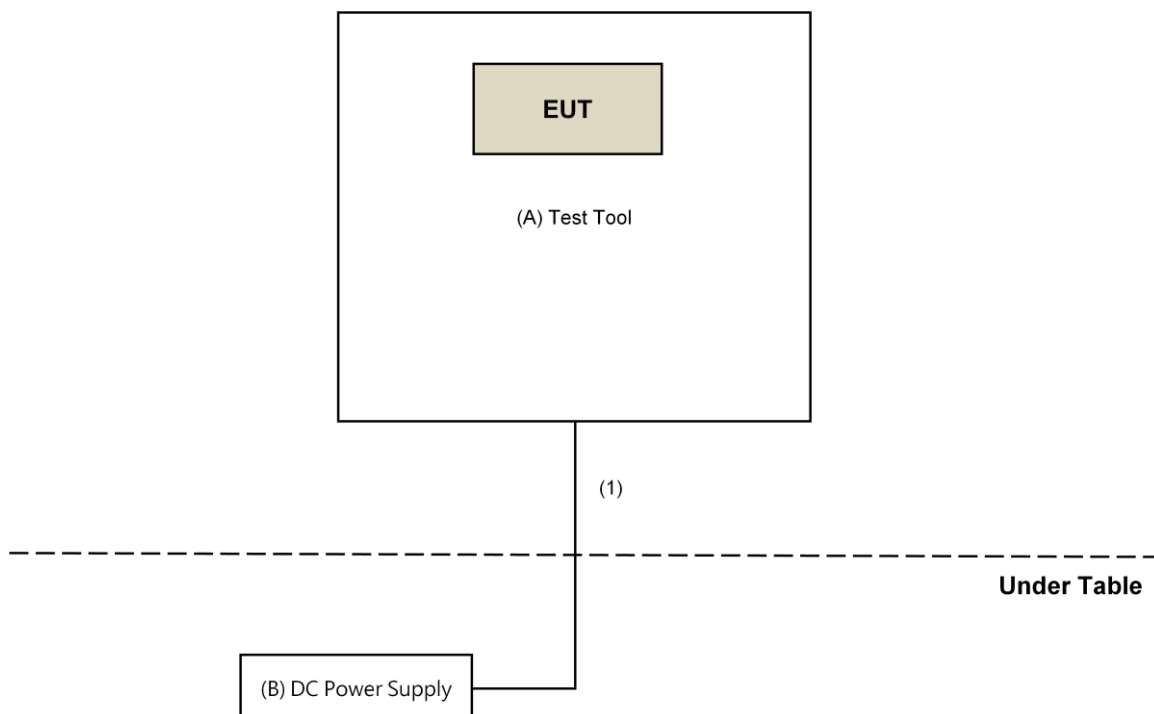 EUT
(A) Test Tool
(1)
Under Table
(B) DC Power Supply